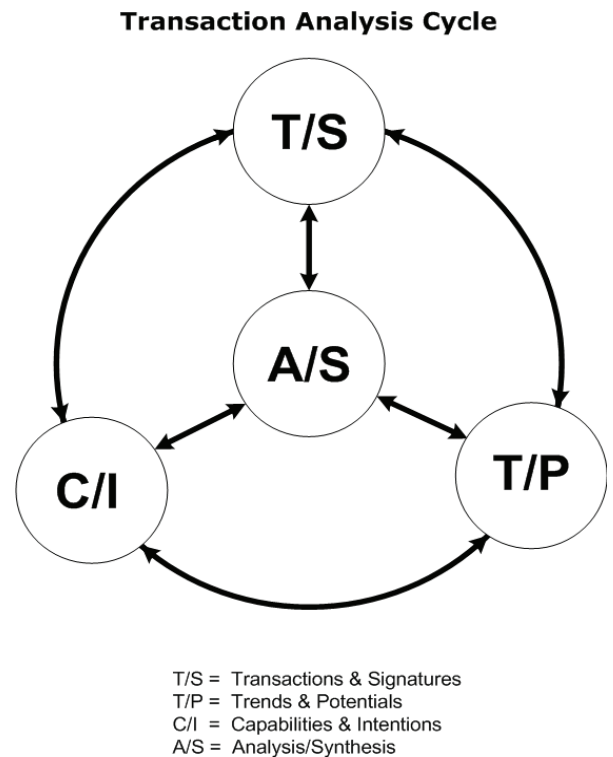 Transaction Analysis Cycle
T/S
A/S
C/I
T/P
T/S = Transactions & Signatures
T/P = Trends & Potentials
C/I = Capabilities & Intentions
A/S = Analysis/Synthesis